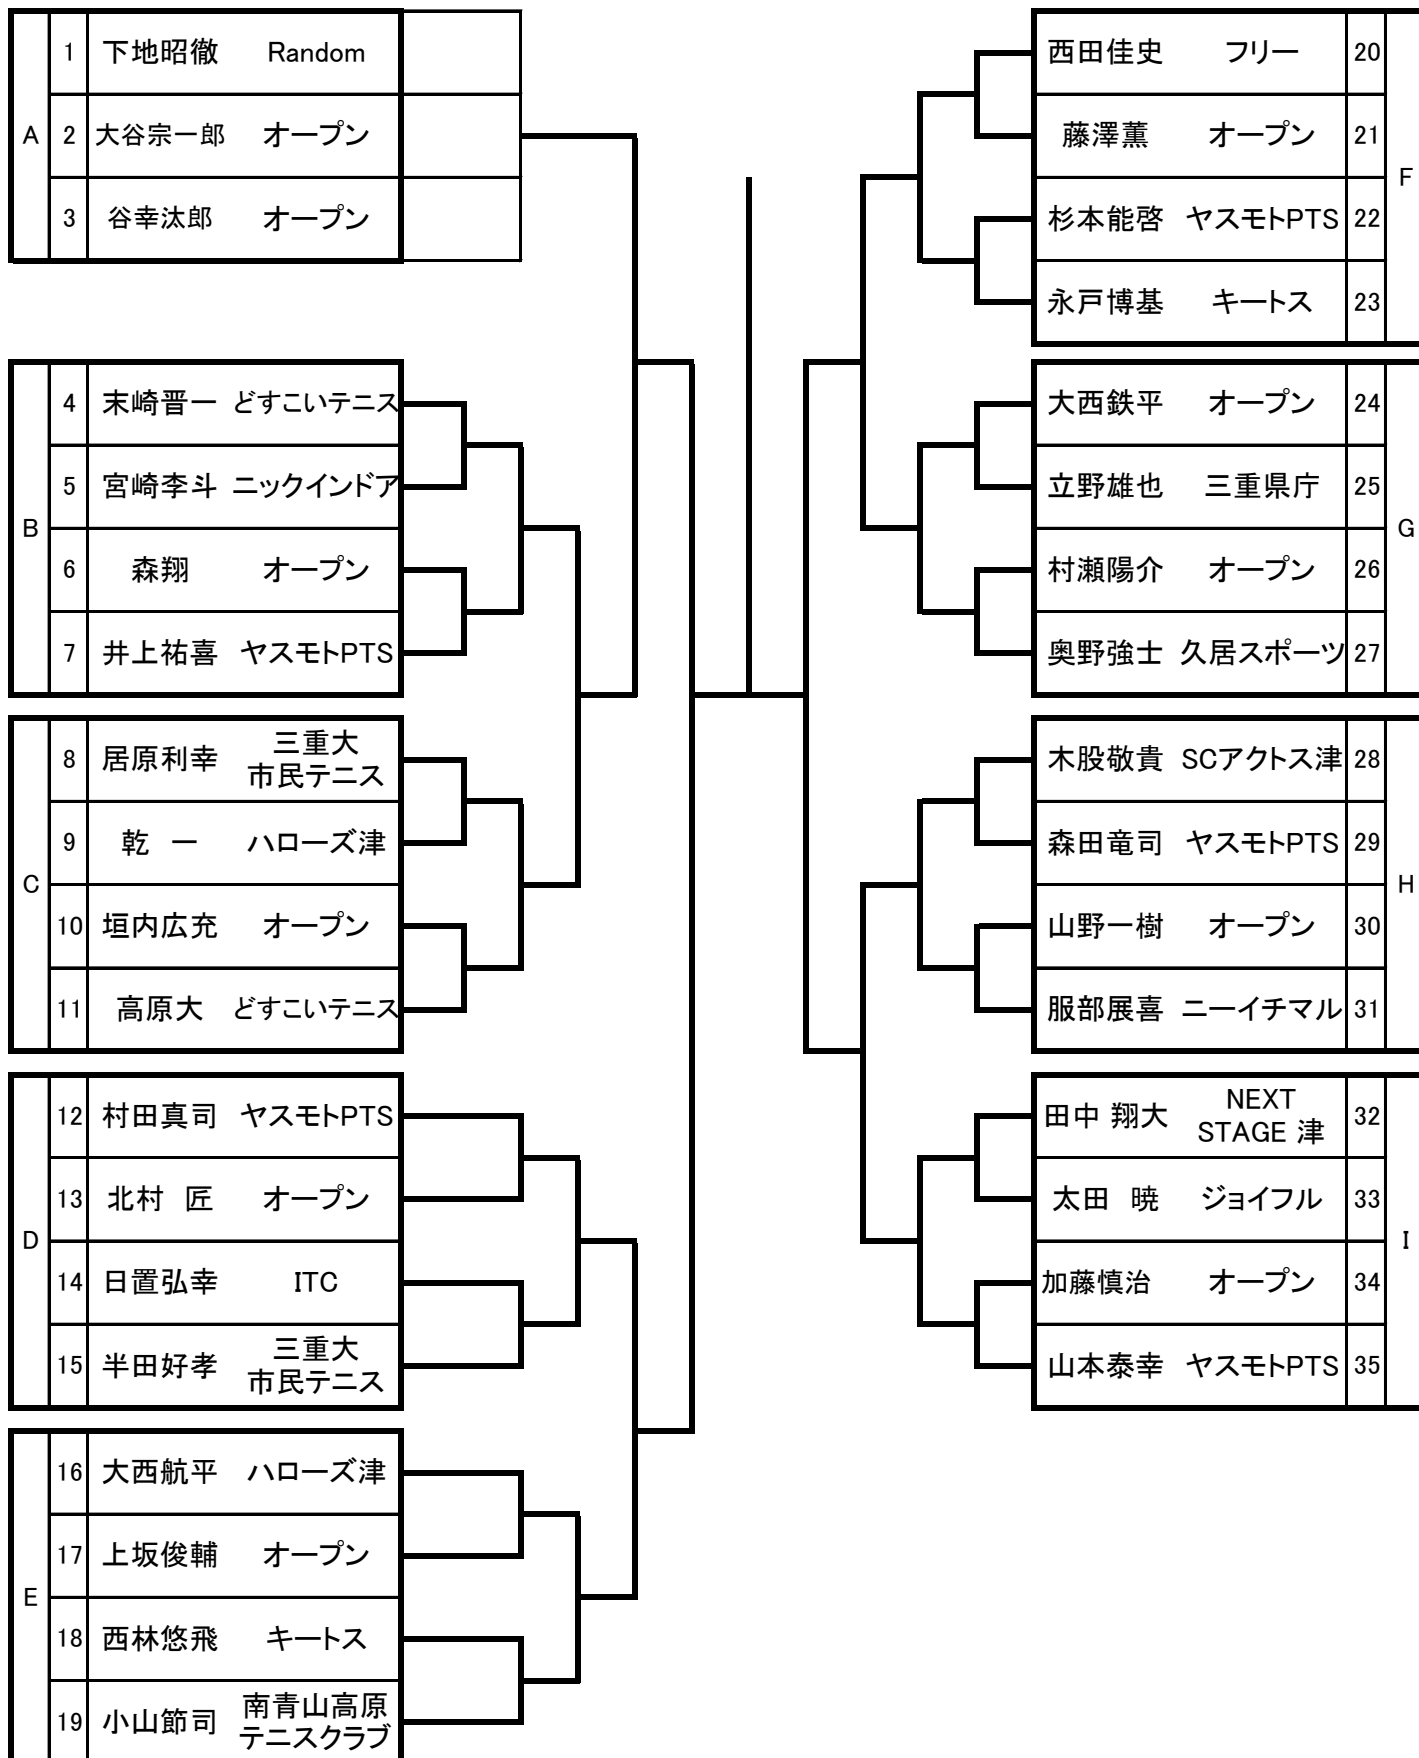 A
1 下地昭徹 Random
2 大谷宗一郎 オープン
3 谷幸汰郎 オープン
B
4 末崎晋一 どすこいテニス
5 宮崎李斗 ニックインドア
6 森翔 オープン
7 井上祐喜 ヤスモトPTS
C
8 居原利幸 三重大
市民テニス
9 乾 一 ハローズ津
10 垣内広充 オープン
11 高原大 どすこいテニス
D
12 村田真司 ヤスモトPTS
13 北村 匠 オープン
14 日置弘幸 ITC
15 半田好孝 三重大
市民テニス
E
16 大西航平 ハローズ津
17 上坂俊輔 オープン
18 西林悠飛 キートス
19 小山節司 南青山高原
テニスクラブ
西田佳史 フリー 20
藤澤薫 オープン 21
杉本能啓 ヤスモトPTS 22
永戸博基 キートス 23
F
大西鉄平 オープン 24
立野雄也 三重県庁 25
村瀬陽介 オープン 26
奥野強士 久居スポーツ 27
G
木股敬貴 SCアクトス津 28
森田竜司 ヤスモトPTS 29
山野一樹 オープン 30
服部展喜 ニーイチマル 31
H
田中 翔大 NEXT
STAGE 津 32
太田 暁 ジョイフル 33
加藤慎治 オープン 34
山本泰幸 ヤスモトPTS 35
I